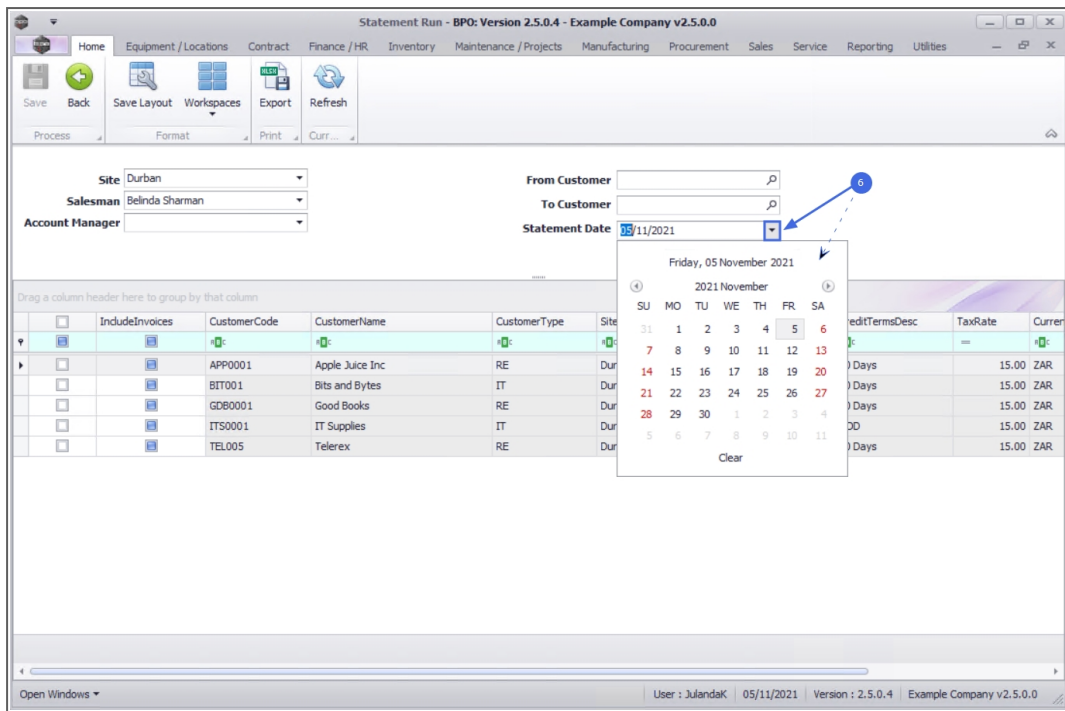 Statement Run - BPO: Version 2.5.0.4 - Example Company v2.5.0.0
Home Equipment / Locations Contract Finance / HR Inventory Maintenance / Projects Manufacturing Procurement Sales Service Reporting Utilities
Save Back Save Layout Workspaces Export Refresh
Process Format Print Curr...
Site Durban From Customer
6
Salesman Belinda Sharman To Customer
Account Manager Statement Date 05/11/2021
Friday, 05 November 2021
2021 November
SU MO TU WE TH FR SA
31 1 2 3 4 5 6
7 8 9 10 11 12 13
14 15 16 17 18 19 20
21 22 23 24 25 26 27
28 29 30 1 2 3 4
5 6 7 8 9 10 11
Clear
Drag a column header here to group by that column
IncludeInvoices CustomerCode CustomerName CustomerType Site reditTermsDesc TaxRate Curren
APP0001 Apple Juice Inc RE Dur Days 15.00 ZAR
BIT001 Bits and Bytes IT Dur Days 15.00 ZAR
GDB0001 Good Books RE Dur Days 15.00 ZAR
ITS0001 IT Supplies IT Dur OD 15.00 ZAR
TEL005 Telerex RE Dur Days 15.00 ZAR
Open Windows User : JulandaK 05/11/2021 Version : 2.5.0.4 Example Company v2.5.0.0